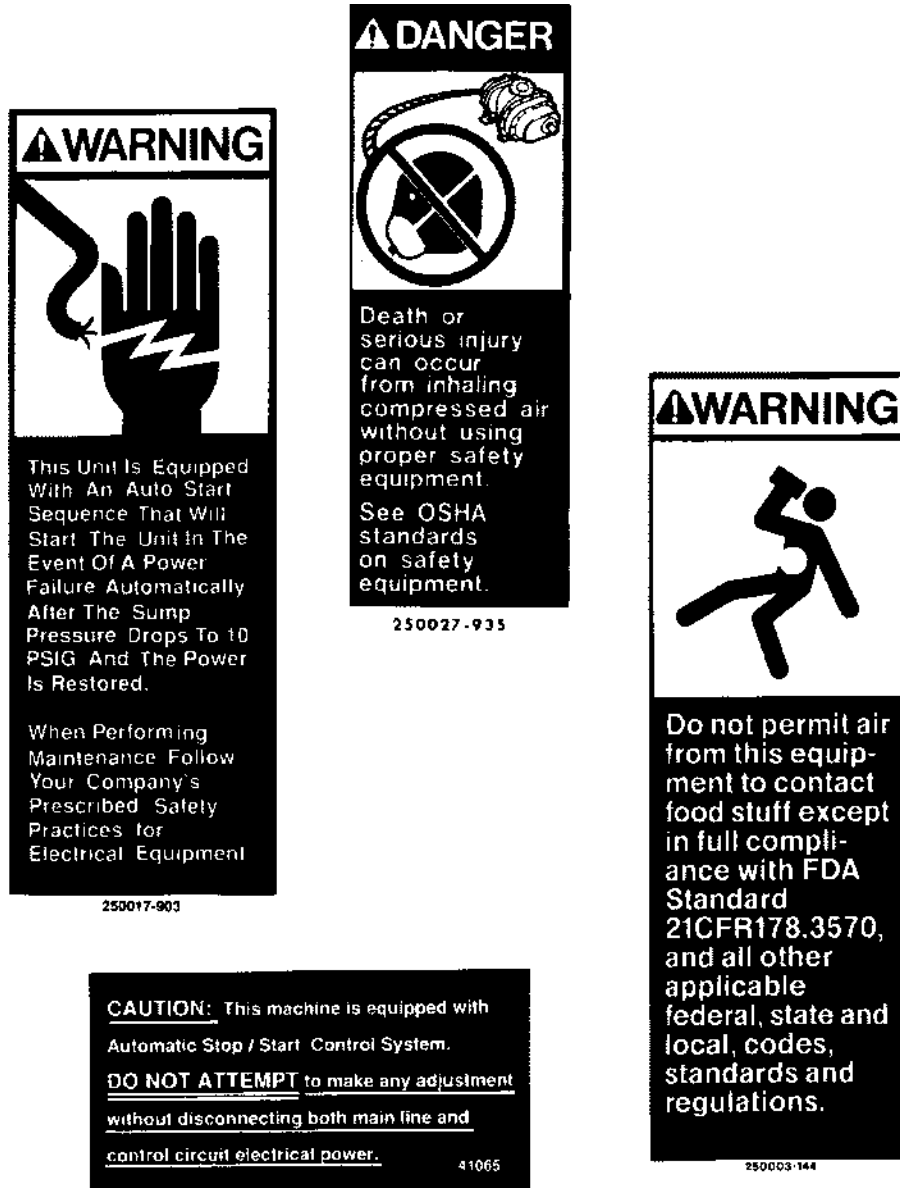 WARNING
This Unit Is Equipped
With An Auto Start
Sequence That Will
Start The Unit In The
Event Of A Power
Failure Automatically
After The Sump
Pressure Drops To 10
PSIG And The Power
Is Restored.
When Performing
Maintenance Follow
Your Company's
Prescribed Safety
Practices for
Electrical Equipment
250017-903
DANGER
Death or
serious injury
can occur
from inhaling
compressed air
without using
proper safety
equipment.
See OSHA
standards
on safety
equipment.
250027-935
WARNING
Do not permit air
from this equip-
ment to contact
food stuff except
in full compli-
ance with FDA
Standard
21CFR178.3570,
and all other
applicable
federal, state and
local, codes,
standards and
regulations.
250003-144
CAUTION: This machine is equipped with
Automatic Stop / Start Control System.
DO NOT ATTEMPT to make any adjustment
without disconnecting both main line and
control circuit electrical power.
41065